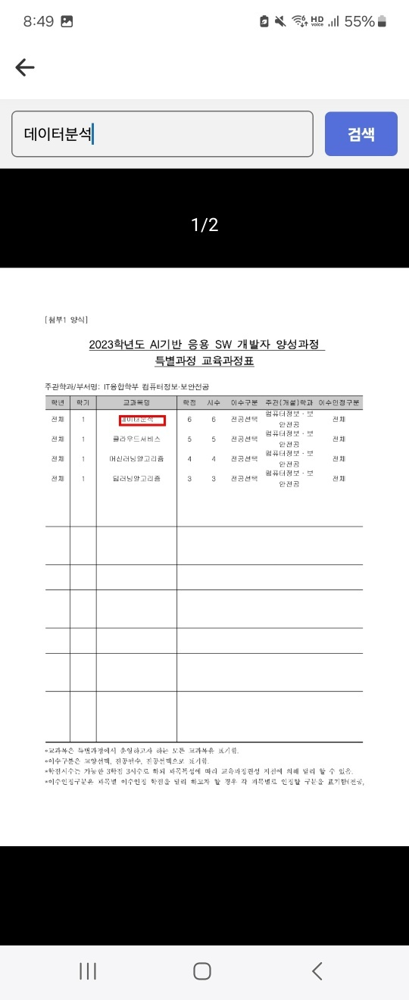 8:49
HD voice 55%
데이터분석
검색
1/2
[첨부1 양식]
2023학년도 AI기반 응용 SW 개발자 양성과정
특별과정 교육과정표
주관학과/부서명: IT융합학부 컴퓨터정보·보안전공
학년 학기 교과목명 학점 시수 이수구분 주관(개설)학과 이수인정구분
전체 1 데이터분석 6 6 전공선택 컴퓨터정보·보안전공 전체
전체 1 클라우드서비스 5 5 전공선택 컴퓨터정보·보안전공 전체
전체 1 머신러닝알고리즘 4 4 전공선택 컴퓨터정보·보안전공 전체
전체 1 딥러닝알고리즘 3 3 전공선택 컴퓨터정보·보안전공 전체
*교과목은 특별과정에서 운영하고자 하는 모든 교과목을 표기함.
*이수구분은 교양선택, 전공필수, 전공선택으로 표기함.
*학점시수는 가능한 3학점 3시수로 하되 과목특성에 따라 교육과정편성 지침에 의해 달리 할 수 있음.
*이수인정구분은 과목별 이수인정 학점을 달리 하고자 할 경우 각 과목별로 인정할 구분을 표기함(전공,